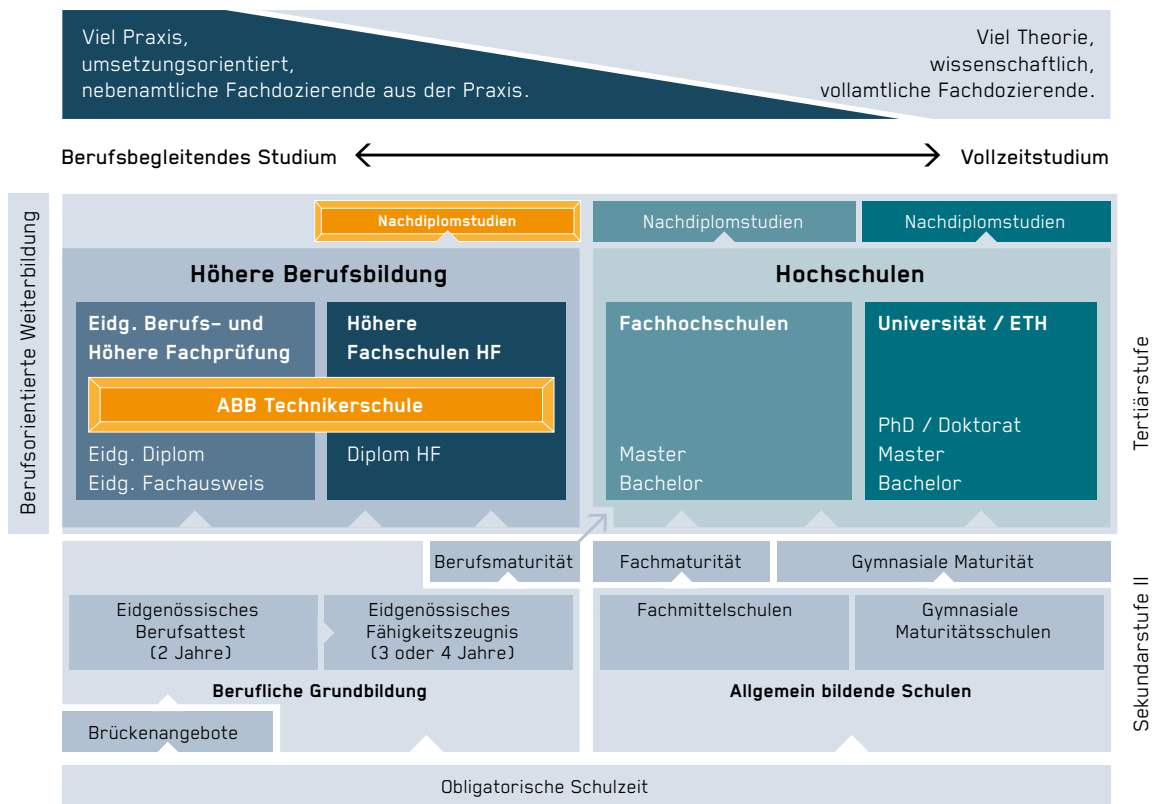 Viel Praxis,
umsetzungsorientiert,
nebenamtliche Fachdozierende aus der Praxis.
Viel Theorie,
wissenschaftlich,
vollamtliche Fachdozierende.
Berufsbegleitendes Studium
Vollzeitstudium
Berufsorientierte Weiterbildung
Nachdiplomstudien
Nachdiplomstudien
Nachdiplomstudien
Höhere Berufsbildung
Hochschulen
Eidg. Berufs- und
Höhere Fachprüfung
Höhere
Fachschulen HF
ABB Technikerschule
Eidg. Diplom
Eidg. Fachausweis
Diplom HF
Fachhochschulen
Master
Bachelor
Universität / ETH
PhD / Doktorat
Master
Bachelor
Tertiärstufe
Berufsmaturität
Fachmaturität
Gymnasiale Maturität
Eidgenössisches
Berufsattest
(2 Jahre)
Eidgenössisches
Fähigkeitszeugnis
(3 oder 4 Jahre)
Fachmittelschulen
Gymnasiale
Maturitätsschulen
Berufliche Grundbildung
Allgemein bildende Schulen
Sekundarstufe II
Brückenangebote
Obligatorische Schulzeit